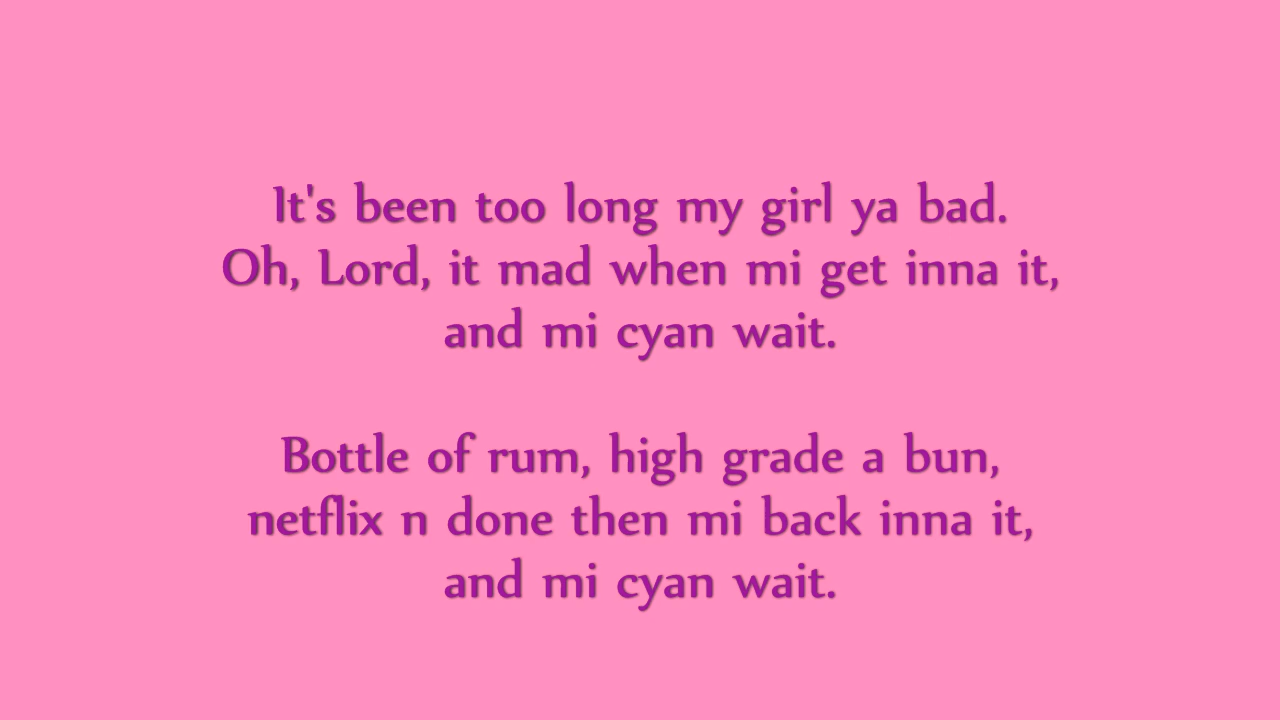 It's been too long my girl ya bad.
Oh, Lord, it mad when mi get inna it,
and mi cyan wait.
Bottle of rum, high grade a bun,
netflix n done then mi back inna it,
and mi cyan wait.